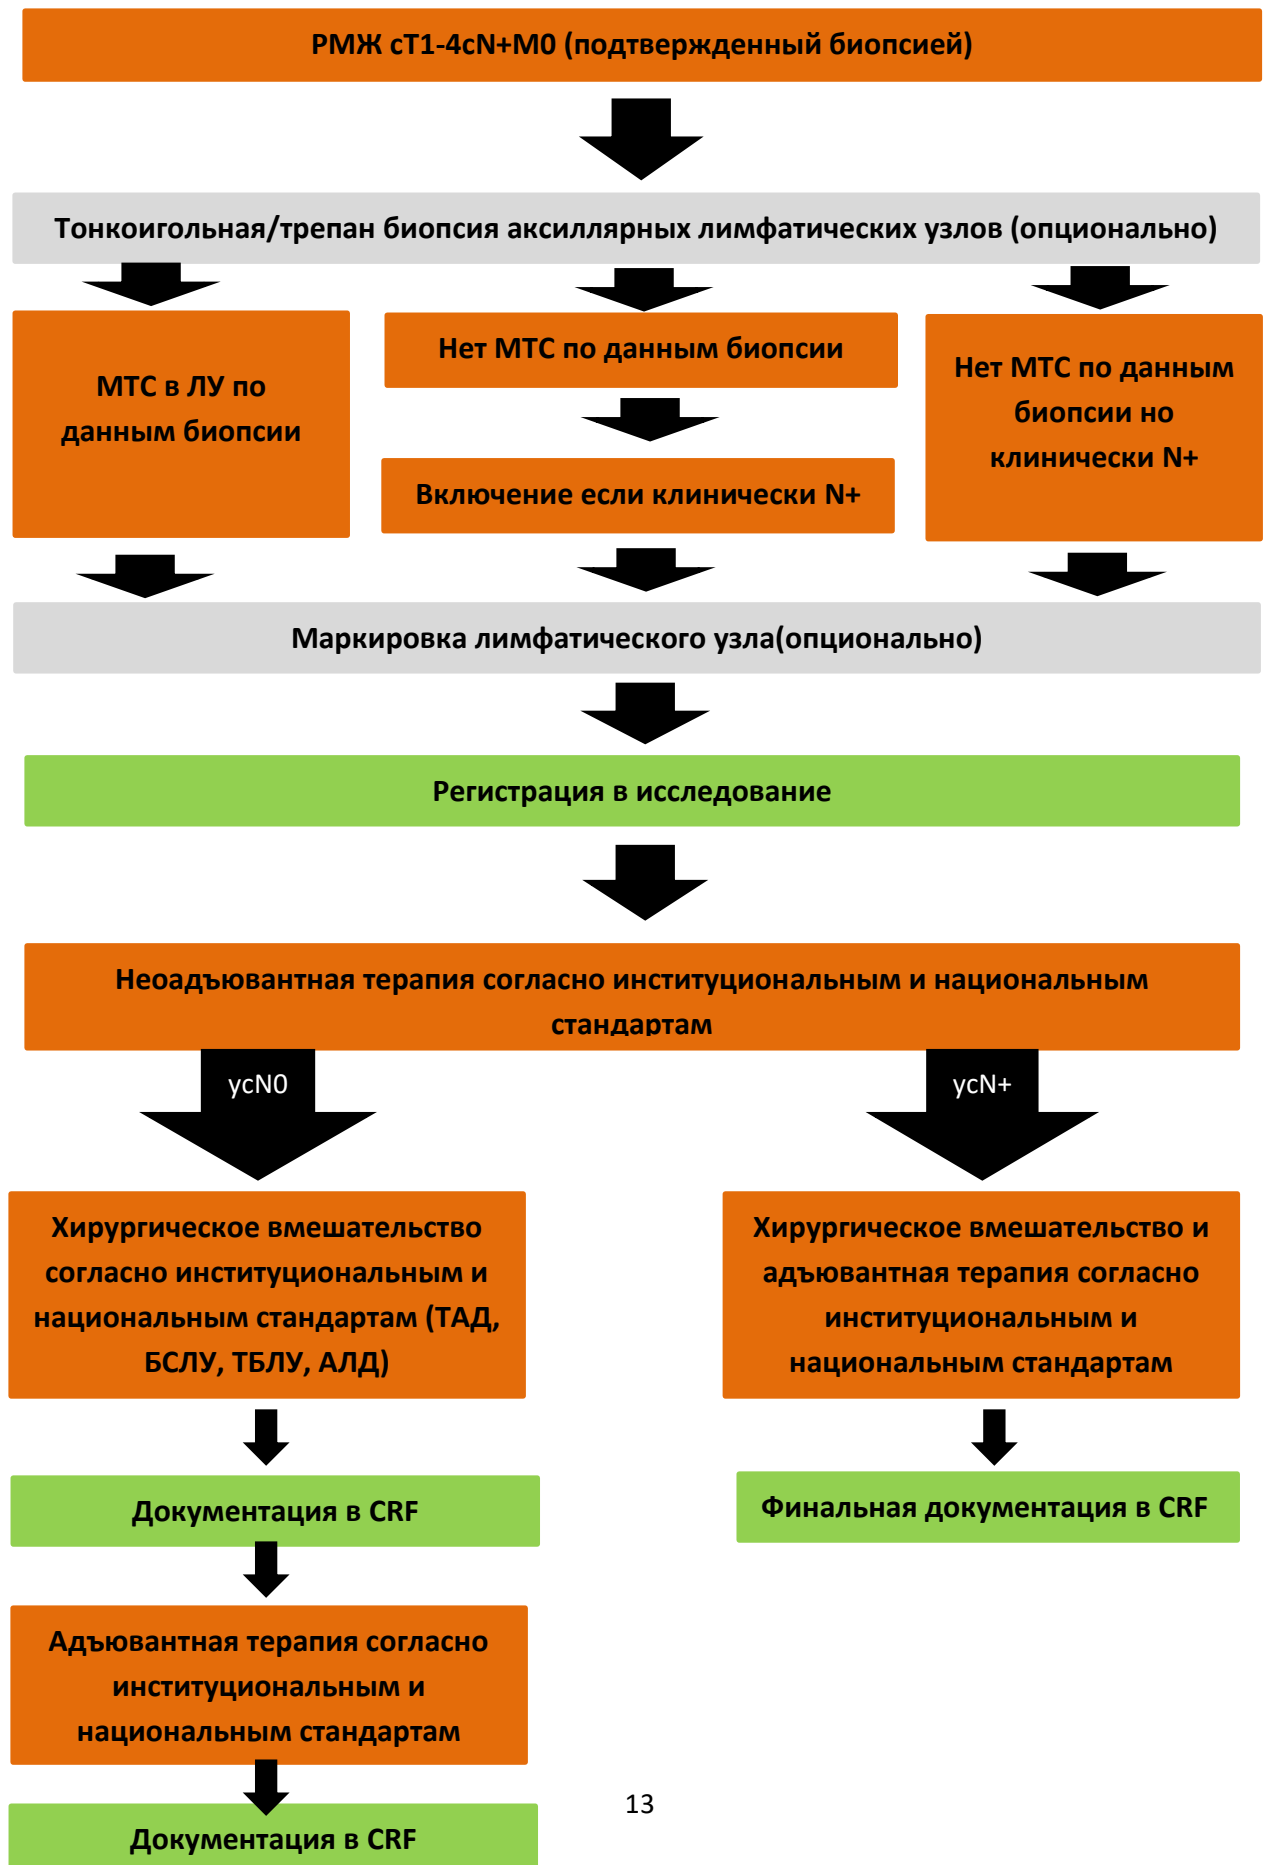 РМЖ сТ1-4cN+M0 (подтвержденный биопсией)
Тонкоигольная/трепан биопсия аксиллярных лимфатических узлов (опционально)
МТС в ЛУ по
данным биопсии
Нет МТС по данным биопсии
Включение если клинически N+
Нет МТС по данным
биопсии но
клинически N+
Маркировка лимфатического узла(опционально)
Регистрация в исследование
Неоадъювантная терапия согласно институциональным и национальным
стандартам
ycN0
ycN+
Хирургическое вмешательство
согласно институциональным и
национальным стандартам (ТАД,
БСЛУ, ТБЛУ, АЛД)
Хирургическое вмешательство и
адъювантная терапия согласно
институциональным и
национальным стандартам
Документация в CRF
Финальная документация в CRF
Адъювантная терапия согласно
институциональным и
национальным стандартам
Документация в CRF
13